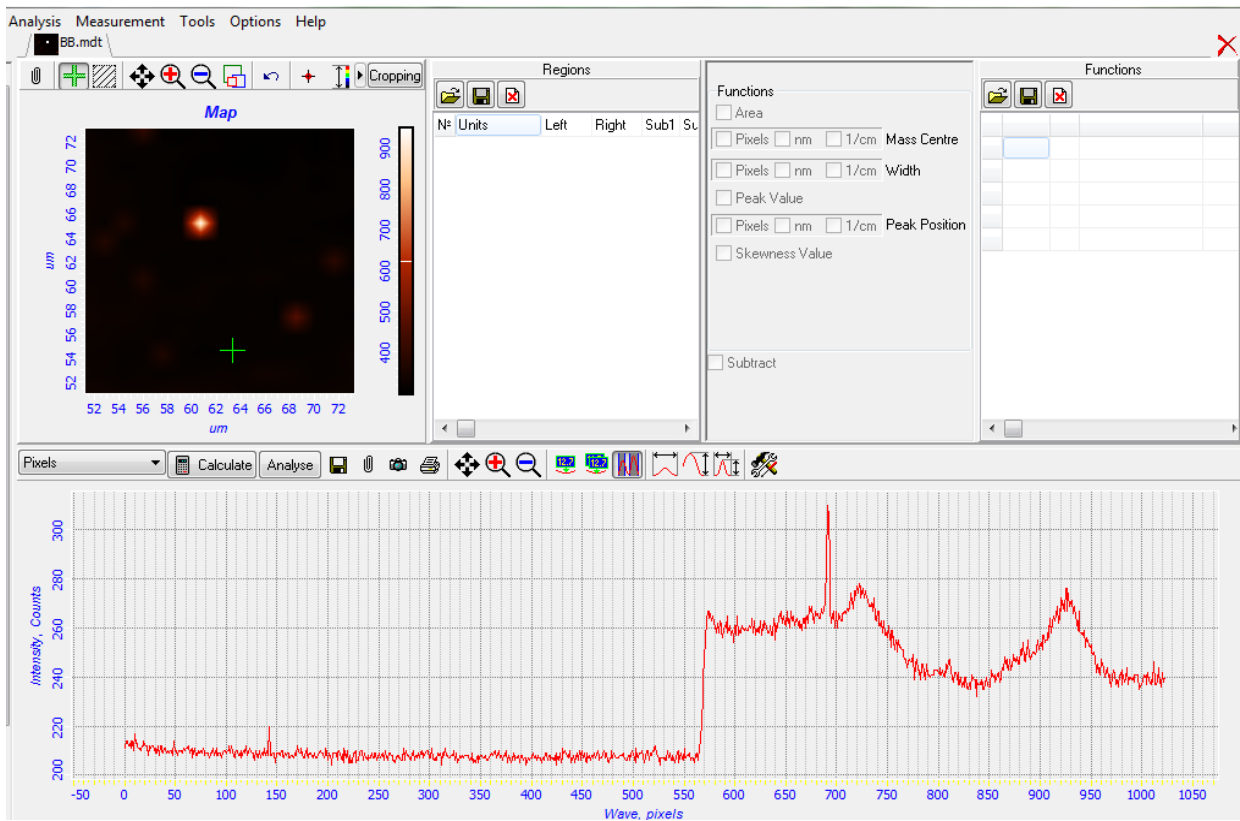 Analysis Measurement Tools Options Help
BB.mdt
Cropping
Map
72
70
68
66
64
62
60
58
56
54
52
um
52 54 56 58 60 62 64 66 68 70 72
um
900
800
700
600
500
400
Regions
Nº Units Left Right Sub1 Su
Functions
Area
Pixels nm 1/cm Mass Centre
Pixels nm 1/cm Width
Peak Value
Pixels nm 1/cm Peak Position
Skewness Value
Subtract
Functions
Pixels Calculate Analyse
12.7 12.7
Intensity, Counts
300
280
260
240
220
200
-50 0 50 100 150 200 250 300 350 400 450 500 550 600 650 700 750 800 850 900 950 1000 1050
Wave, pixels